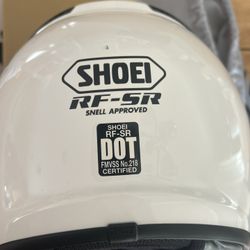 SHOEI
RF-SR
SNELL APPROVED
SHOEI
RF-SR
DOT
FMVSS No.218
CERTIFIED